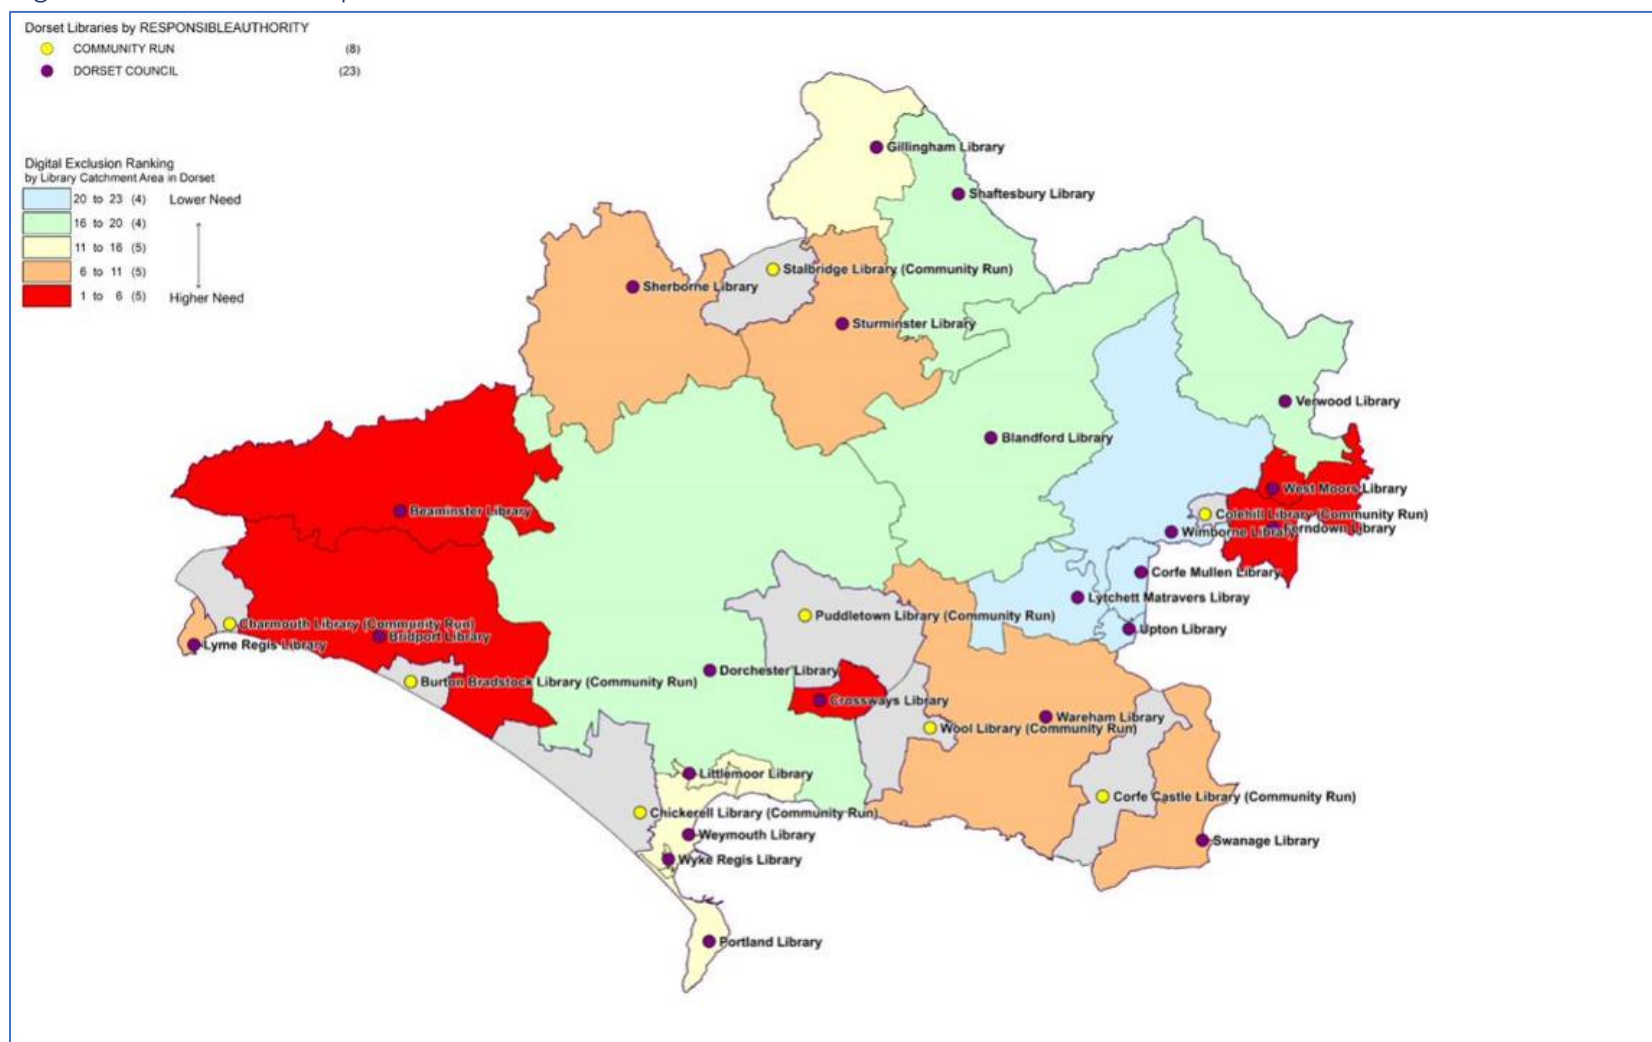 Dorset Libraries by RESPONSIBLEAUTHORITY
COMMUNITY RUN (8)
DORSET COUNCIL (23)
Digital Exclusion Ranking
by Library Catchment Area in Dorset
20 to 23 (4) Lower Need
16 to 20 (4)
11 to 16 (5)
6 to 11 (5)
1 to 6 (5) Higher Need
Gillingham Library
Shaftesbury Library
Stalbridge Library (Community Run)
Sherborne Library
Sturminster Library
Verwood Library
Blandford Library
West Moors Library
Beaminster Library
Colehill Library (Community Run)
Ferndown Library
Wimborne Library
Corfe Mullen Library
Lytchett Matravers Libray
Puddletown Library (Community Run)
Charmouth Library (Community Run)
Upton Library
Bridport Library
Lyme Regis Library
Dorchester Library
Burton Bradstock Library (Community Run)
Crossways Library
Wareham Library
Wool Library (Community Run)
Littlemoor Library
Corfe Castle Library (Community Run)
Chickerell Library (Community Run)
Weymouth Library
Swanage Library
Wyke Regis Library
Portland Library